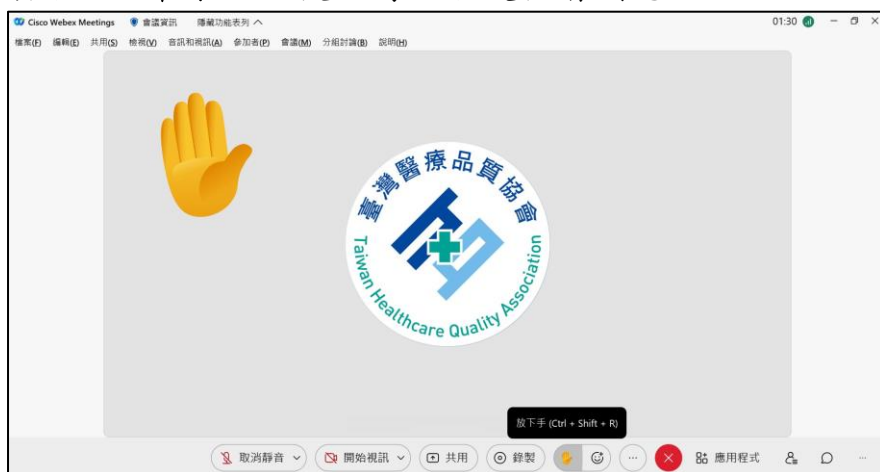 Cisco Webex Meetings 會議資訊 隱藏功能表列 01:30
檔案(F) 編輯(E) 共用(S) 檢視(V) 音訊和視訊(A) 參加者(P) 會議(M) 分組討論(B) 說明(H)
臺灣醫療品質協會
Taiwan Healthcare Quality Association
放下手 (Ctrl + Shift + R)
取消靜音 開始視訊 共用 錄製 ... 應用程式 ...